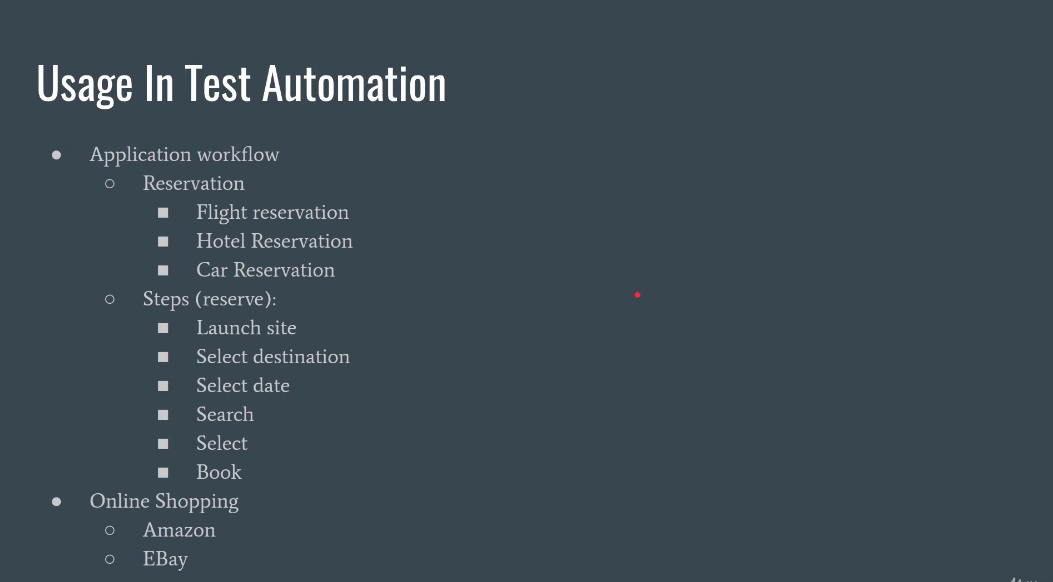 Usage In Test Automation
Application workflow
Reservation
Flight reservation
Hotel Reservation
Car Reservation
Steps (reserve):
Launch site
Select destination
Select date
Search
Select
Book
Online Shopping
Amazon
EBay